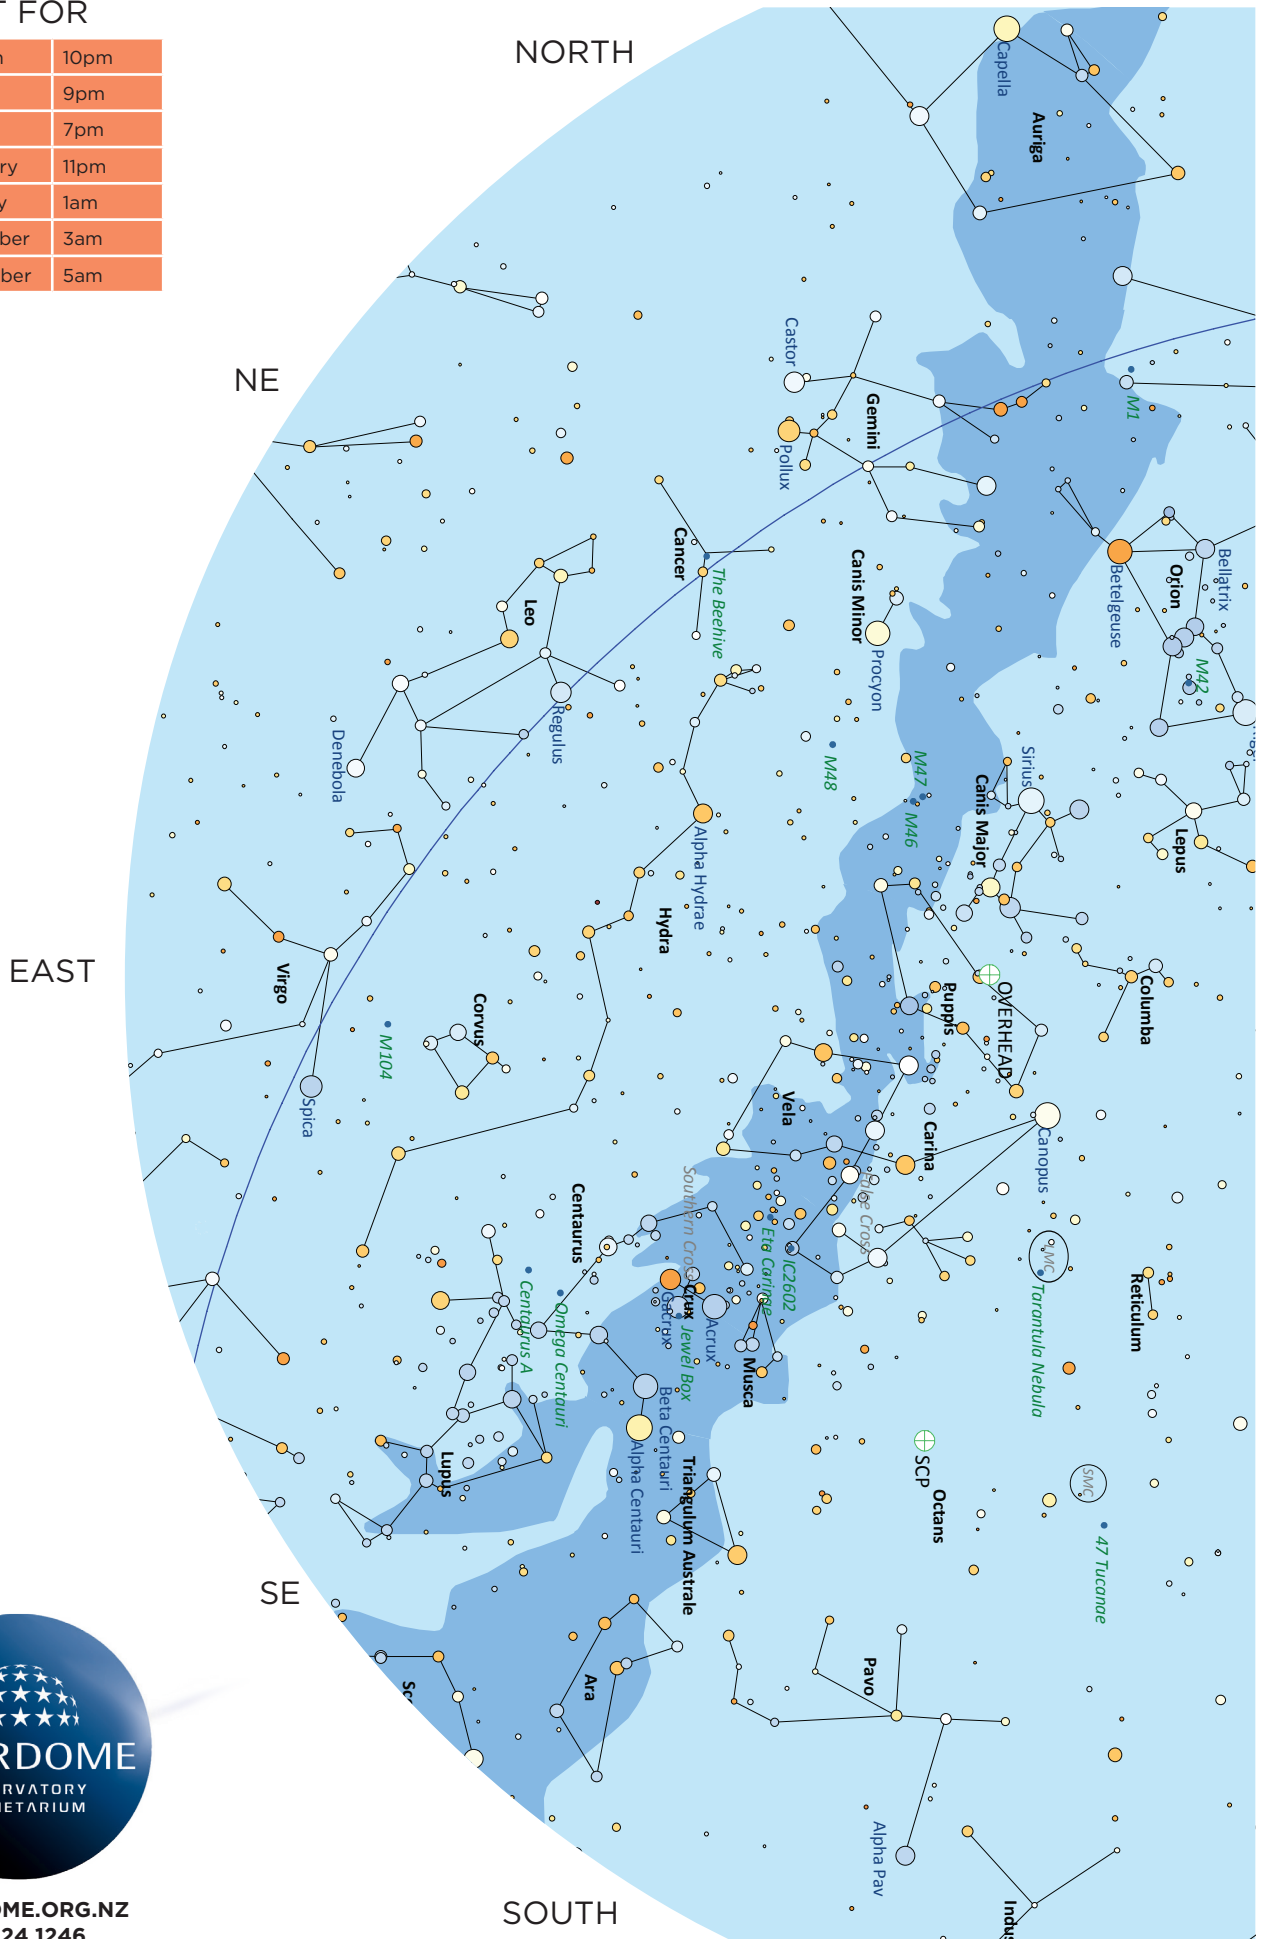 FOR
10pm
9pm
7pm
11pm
1am
3am
5am
NORTH
NE
EAST
SE
SOUTH
Capella
Auriga
Castor
Pollux
Gemini
M1
Cancer
The Beehive
Canis Minor
Procyon
Betelgeuse
Orion
Bellatrix
M42
Leo
Regulus
Denebola
M48
M47
M46
Sirius
Canis Major
Lepus
Alpha Hydrae
Hydra
Virgo
Corvus
M104
Spica
Puppis
OVERHEAD
Columba
Vela
Carina
Canopus
False Cross
Southern Cross
Centaurus
Eta Carinae
IC2602
LMC
Tarantula Nebula
Reticulum
Crux
Gacrux
Acrux
Jewel Box
Musca
Centaurus A
Omega Centauri
Beta Centauri
Alpha Centauri
Lupus
Triangulum Australe
SCP
Octans
SMC
47 Tucanae
Ara
Pavo
Alpha Pav
Indus
RDOME
RVATORY
ETARIUM
OME.ORG.NZ
24 1246